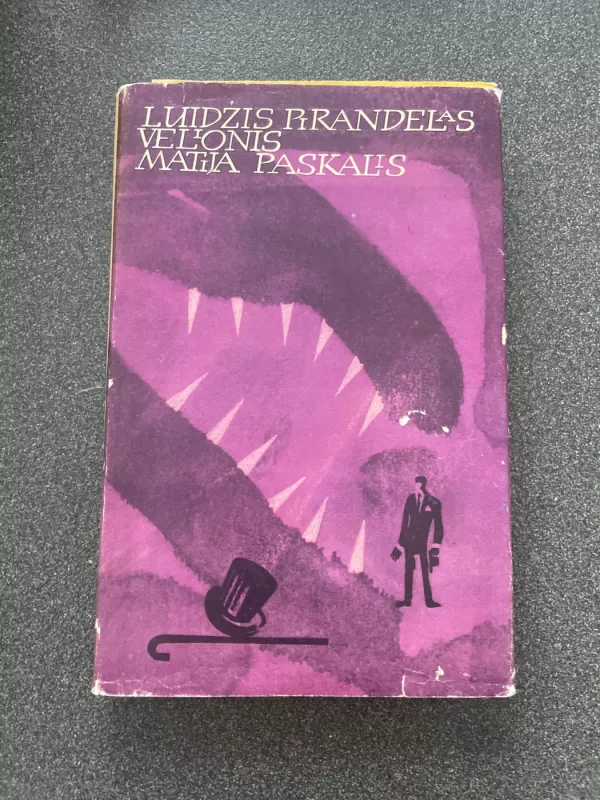 LUIDŽIS PIRANDELAS
VELIONIS
MATIJA PASKALIS